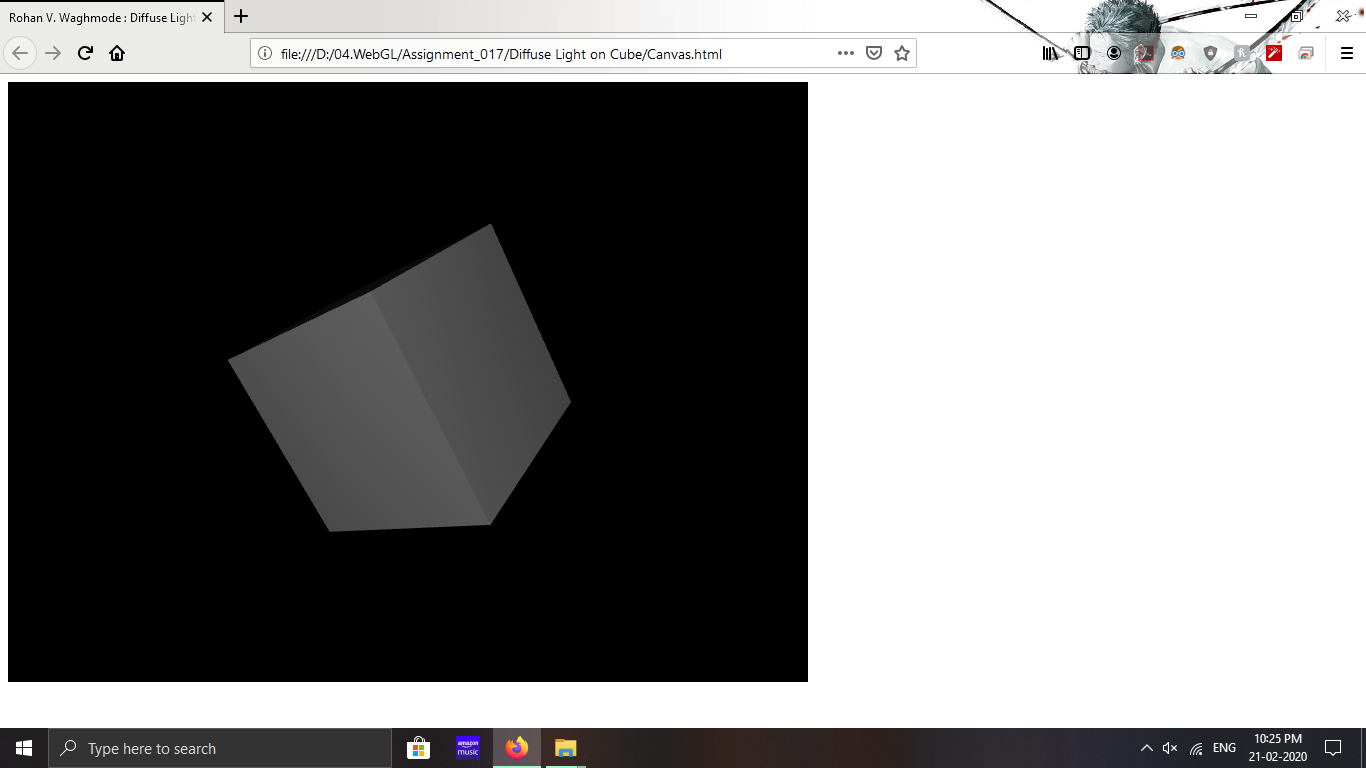 Rohan V. Waghmode : Diffuse Light
file:///D:/04.WebGL/Assignment_017/Diffuse Light on Cube/Canvas.html
Type here to search
amazon
music
ENG
10:25 PM
21-02-2020